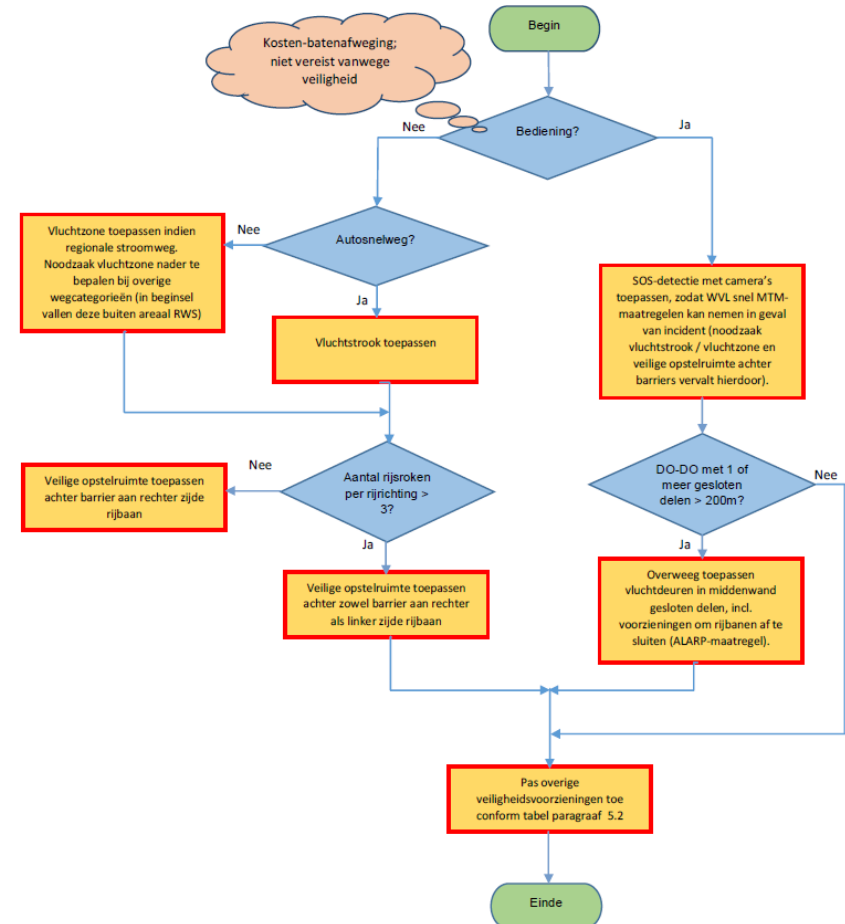 Begin
Kosten-batenafweging;
niet vereist vanwege
veiligheid
Nee
Bediening?
Ja
Vluchtzone toepassen indien
regionale stroomweg.
Noodzaak vluchtzone nader te
bepalen bij overige
wegcategorieën (in beginsel
vallen deze buiten areaal RWS)
Nee
Autosnelweg?
Ja
Vluchtstrook toepassen
SOS-detectie met camera's
toepassen, zodat WVL snel MTM-
maatregelen kan nemen in geval
van incident (noodzaak
vluchtstrook / vluchtzone en
veilige opstelruimte achter
barriers vervalt hierdoor).
Veilige opstelruimte toepassen
achter barrier aan rechter zijde
rijbaan
Nee
Aantal rijsroken
per rijrichting >
3?
Ja
DO-DO met 1 of
meer gesloten
delen > 200m?
Nee
Ja
Veilige opstelruimte toepassen
achter zowel barrier aan rechter
als linker zijde rijbaan
Overweeg toepassen
vluchtdeuren in middenwand
gesloten delen, incl.
voorzieningen om rijbanen af te
sluiten (ALARP-maatregel).
Pas overige
veiligheidsvoorzieningen toe
conform tabel paragraaf 5.2
Einde